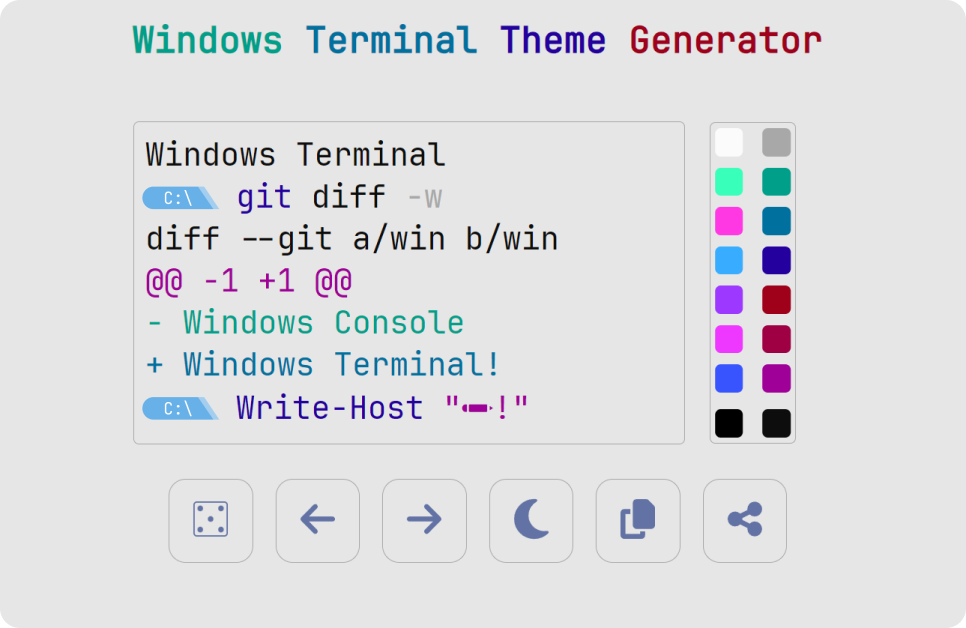 Windows Terminal Theme Generator
Windows Terminal
C:\ git diff -w
diff --git a/win b/win
@@ -1 +1 @@
- Windows Console
+ Windows Terminal!
C:\ Write-Host "!"